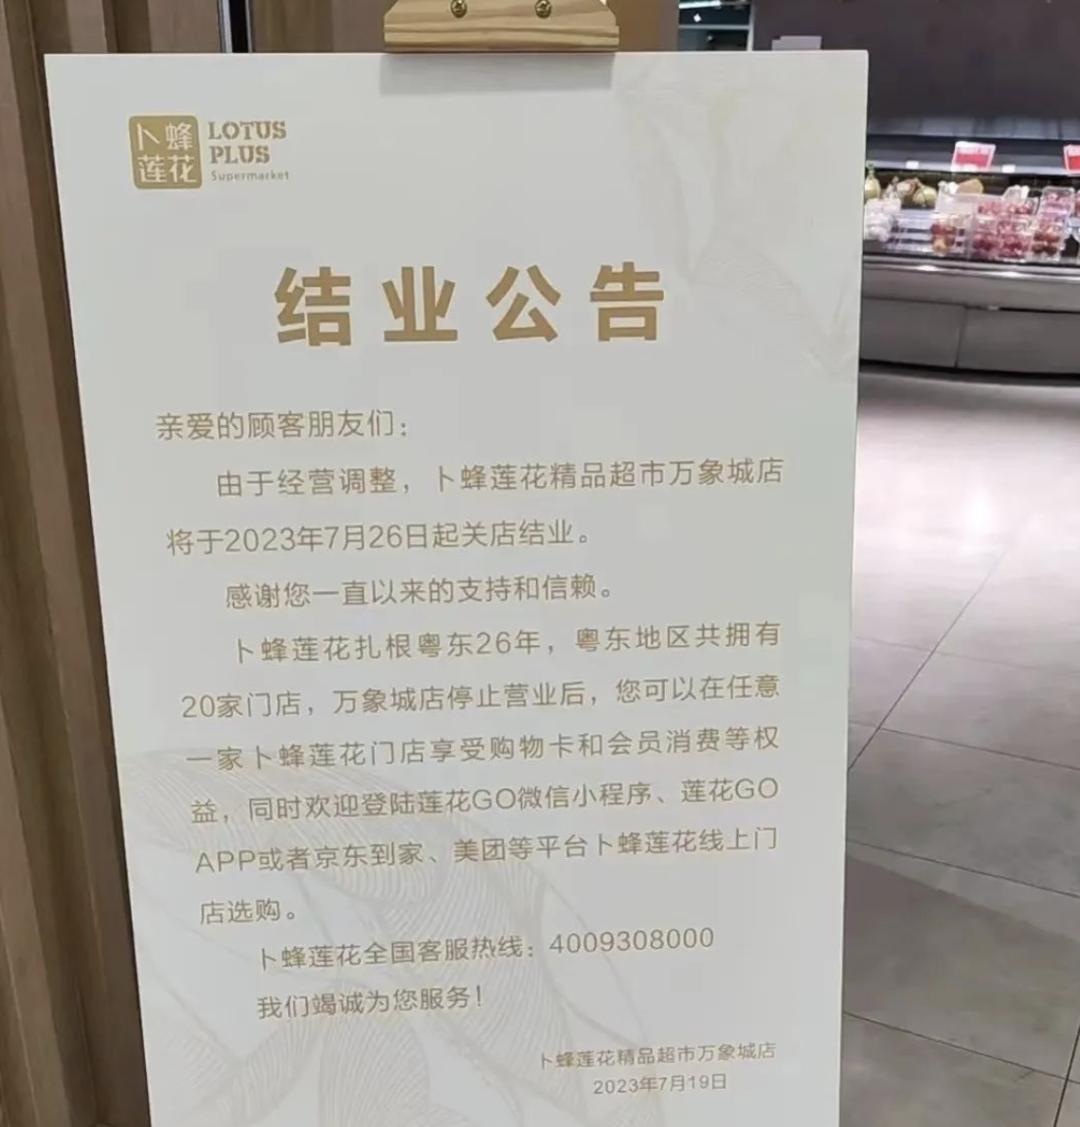 卜蜂莲花
LOTUS PLUS
Supermarket
结业公告
亲爱的顾客朋友们：
由于经营调整，卜蜂莲花精品超市万象城店
将于2023年7月26日起关店结业。
感谢您一直以来的支持和信赖。
卜蜂莲花扎根粤东26年，粤东地区共拥有
20家门店，万象城店停止营业后，您可以在任意
一家卜蜂莲花门店享受购物卡和会员消费等权
益，同时欢迎登陆莲花GO微信小程序、莲花GO
APP或者京东到家、美团等平台卜蜂莲花线上门
店选购。
卜蜂莲花全国客服热线：4009308000
我们竭诚为您服务！
卜蜂莲花精品超市万象城店
2023年7月19日